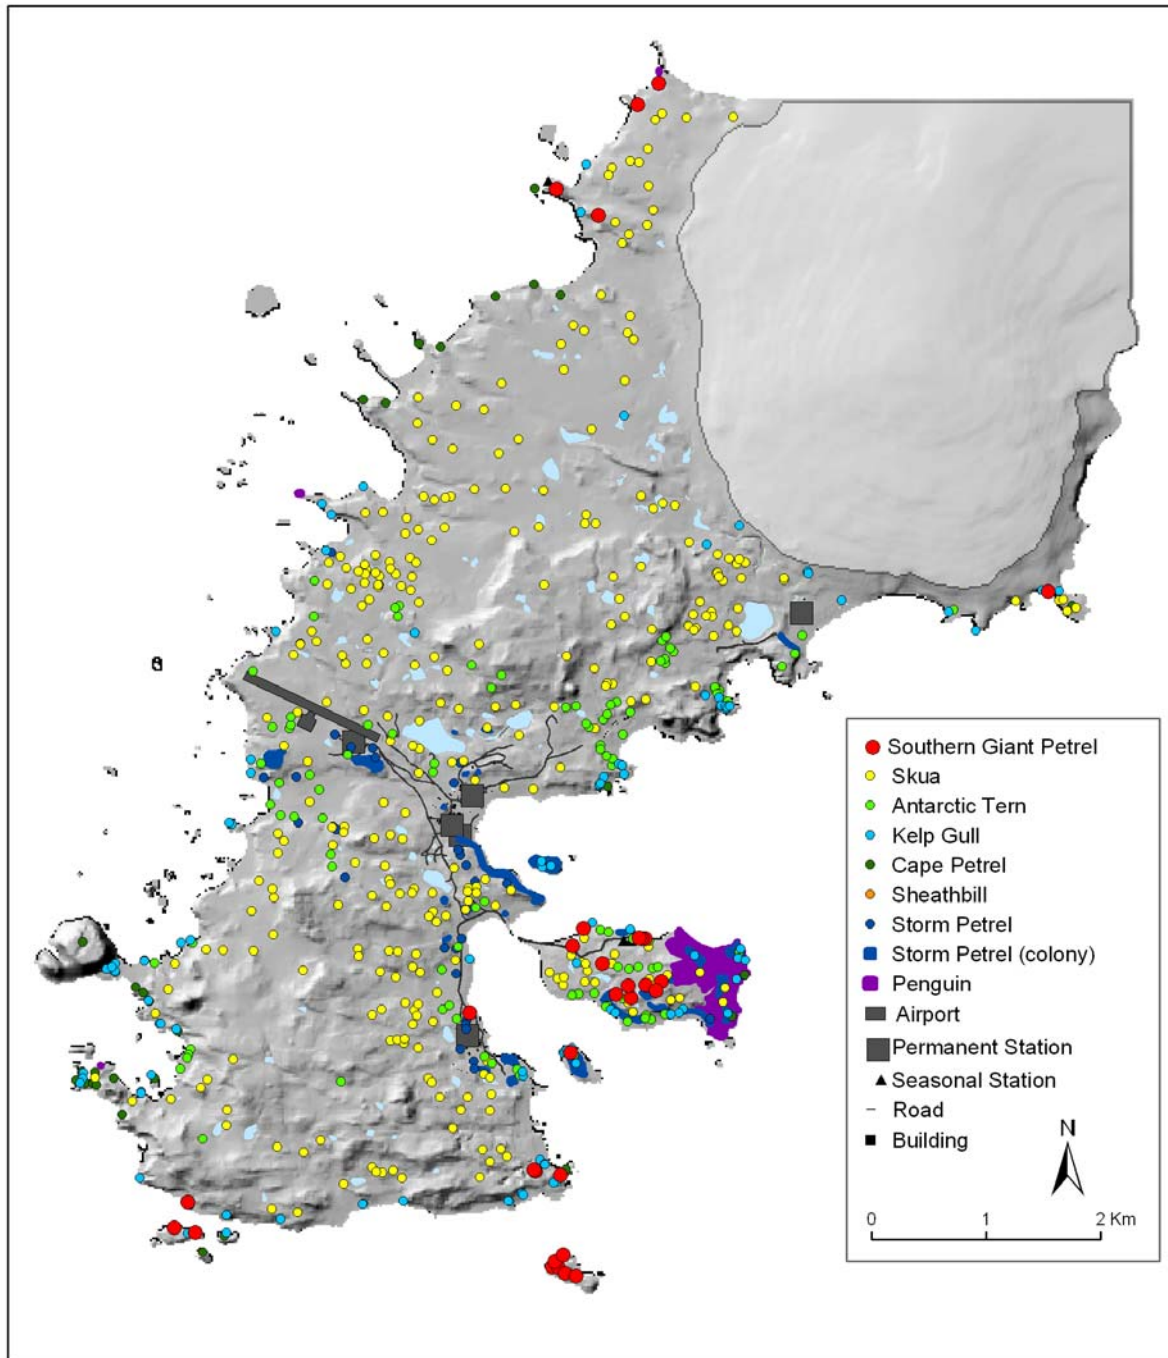 Southern Giant Petrel
Skua
Antarctic Tern
Kelp Gull
Cape Petrel
Sheathbill
Storm Petrel
Storm Petrel (colony)
Penguin
Airport
Permanent Station
Seasonal Station
Road
Building
N
0 1 2 Km